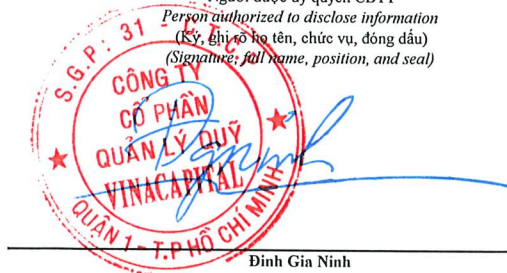 Người được ủy quyền CBTT
Person authorized to disclose information
(Ký, ghi rõ họ tên, chức vụ, đóng dấu)
(Signature, full name, position, and seal)
S.G.P: 31 - C.T.C.P
CÔNG TY
CỔ PHẦN
QUẢN LÝ QUỸ
VINACAPITAL
QUẬN 1 - T.P HỒ CHÍ MINH
Đinh Gia Ninh